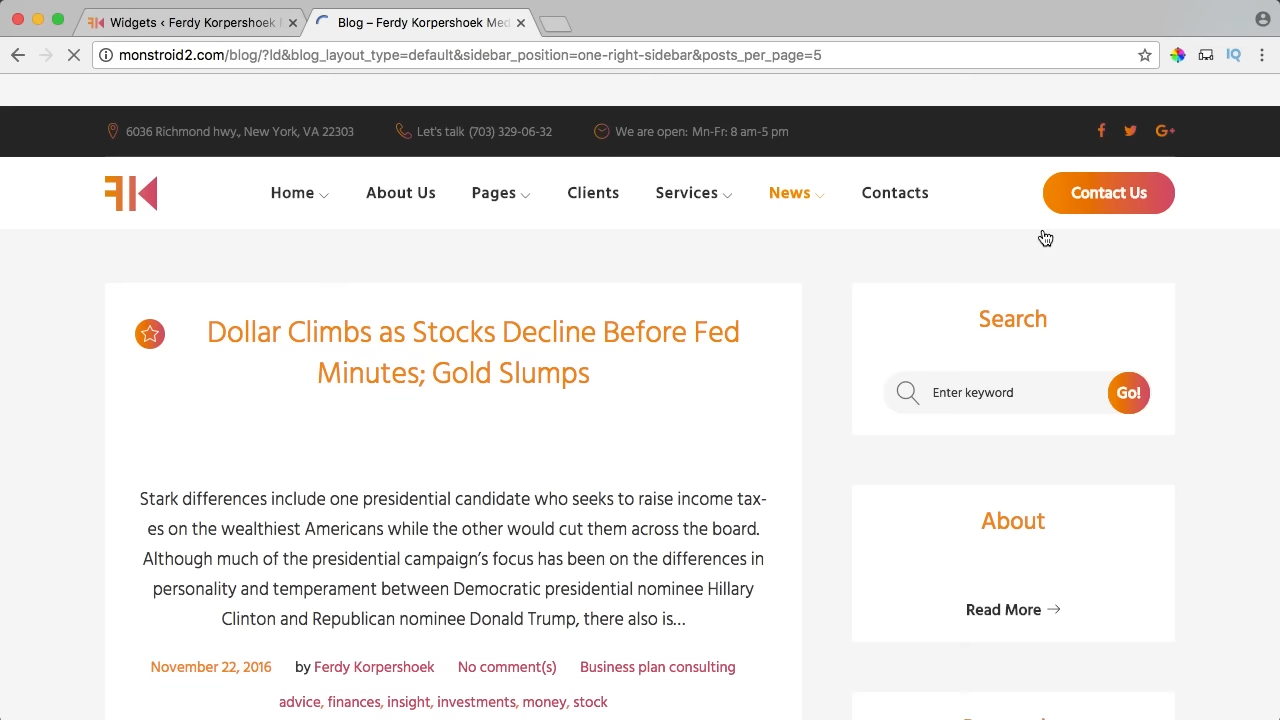 Widgets ‹ Ferdy Korpershoek
Blog – Ferdy Korpershoek Med
monstroid2.com/blog/?ld&blog_layout_type=default&sidebar_position=one-right-sidebar&posts_per_page=5
IQ
6036 Richmond hwy., New York, VA 22303
Let's talk (703) 329-06-32
We are open: Mn-Fr: 8 am-5 pm
Home
About Us
Pages
Clients
Services
News
Contacts
Contact Us
Dollar Climbs as Stocks Decline Before Fed
Minutes; Gold Slumps
Stark differences include one presidential candidate who seeks to raise income tax-
es on the wealthiest Americans while the other would cut them across the board.
Although much of the presidential campaign's focus has been on the differences in
personality and temperament between Democratic presidential nominee Hillary
Clinton and Republican nominee Donald Trump, there also is...
November 22, 2016 by Ferdy Korpershoek No comment(s) Business plan consulting
advice, finances, insight, investments, money, stock
Search
Enter keyword
Go!
About
Read More